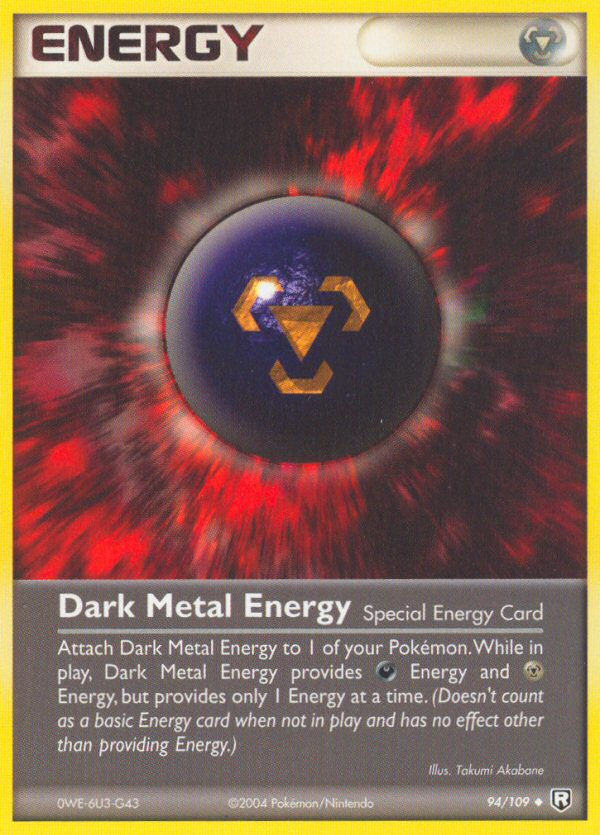 ENERGY
Dark Metal Energy Special Energy Card
Attach Dark Metal Energy to 1 of your Pokémon. While in
play, Dark Metal Energy provides Energy and
Energy, but provides only 1 Energy at a time. (Doesn't count
as a basic Energy card when not in play and has no effect other
than providing Energy.)
Illus. Takumi Akabane
0WE-6U3-G43 ©2004 Pokémon/Nintendo 94/109 ◆ R